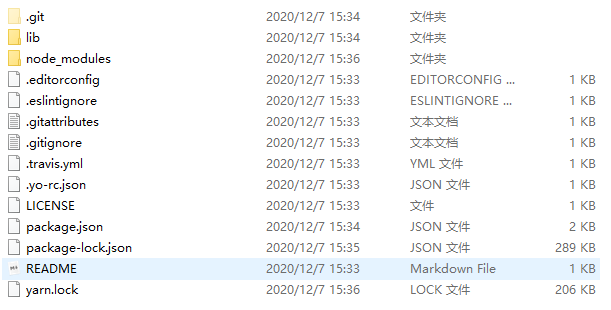 .git 2020/12/7 15:34 文件夹
lib 2020/12/7 15:34 文件夹
node_modules 2020/12/7 15:36 文件夹
.editorconfig 2020/12/7 15:33 EDITORCONFIG ... 1 KB
.eslintignore 2020/12/7 15:33 ESLINTIGNORE ... 1 KB
.gitattributes 2020/12/7 15:33 文本文档 1 KB
.gitignore 2020/12/7 15:33 文本文档 1 KB
.travis.yml 2020/12/7 15:33 YML 文件 1 KB
.yo-rc.json 2020/12/7 15:33 JSON 文件 1 KB
LICENSE 2020/12/7 15:33 文件 1 KB
package.json 2020/12/7 15:34 JSON 文件 2 KB
package-lock.json 2020/12/7 15:35 JSON 文件 289 KB
README 2020/12/7 15:33 Markdown File 1 KB
yarn.lock 2020/12/7 15:36 LOCK 文件 206 KB